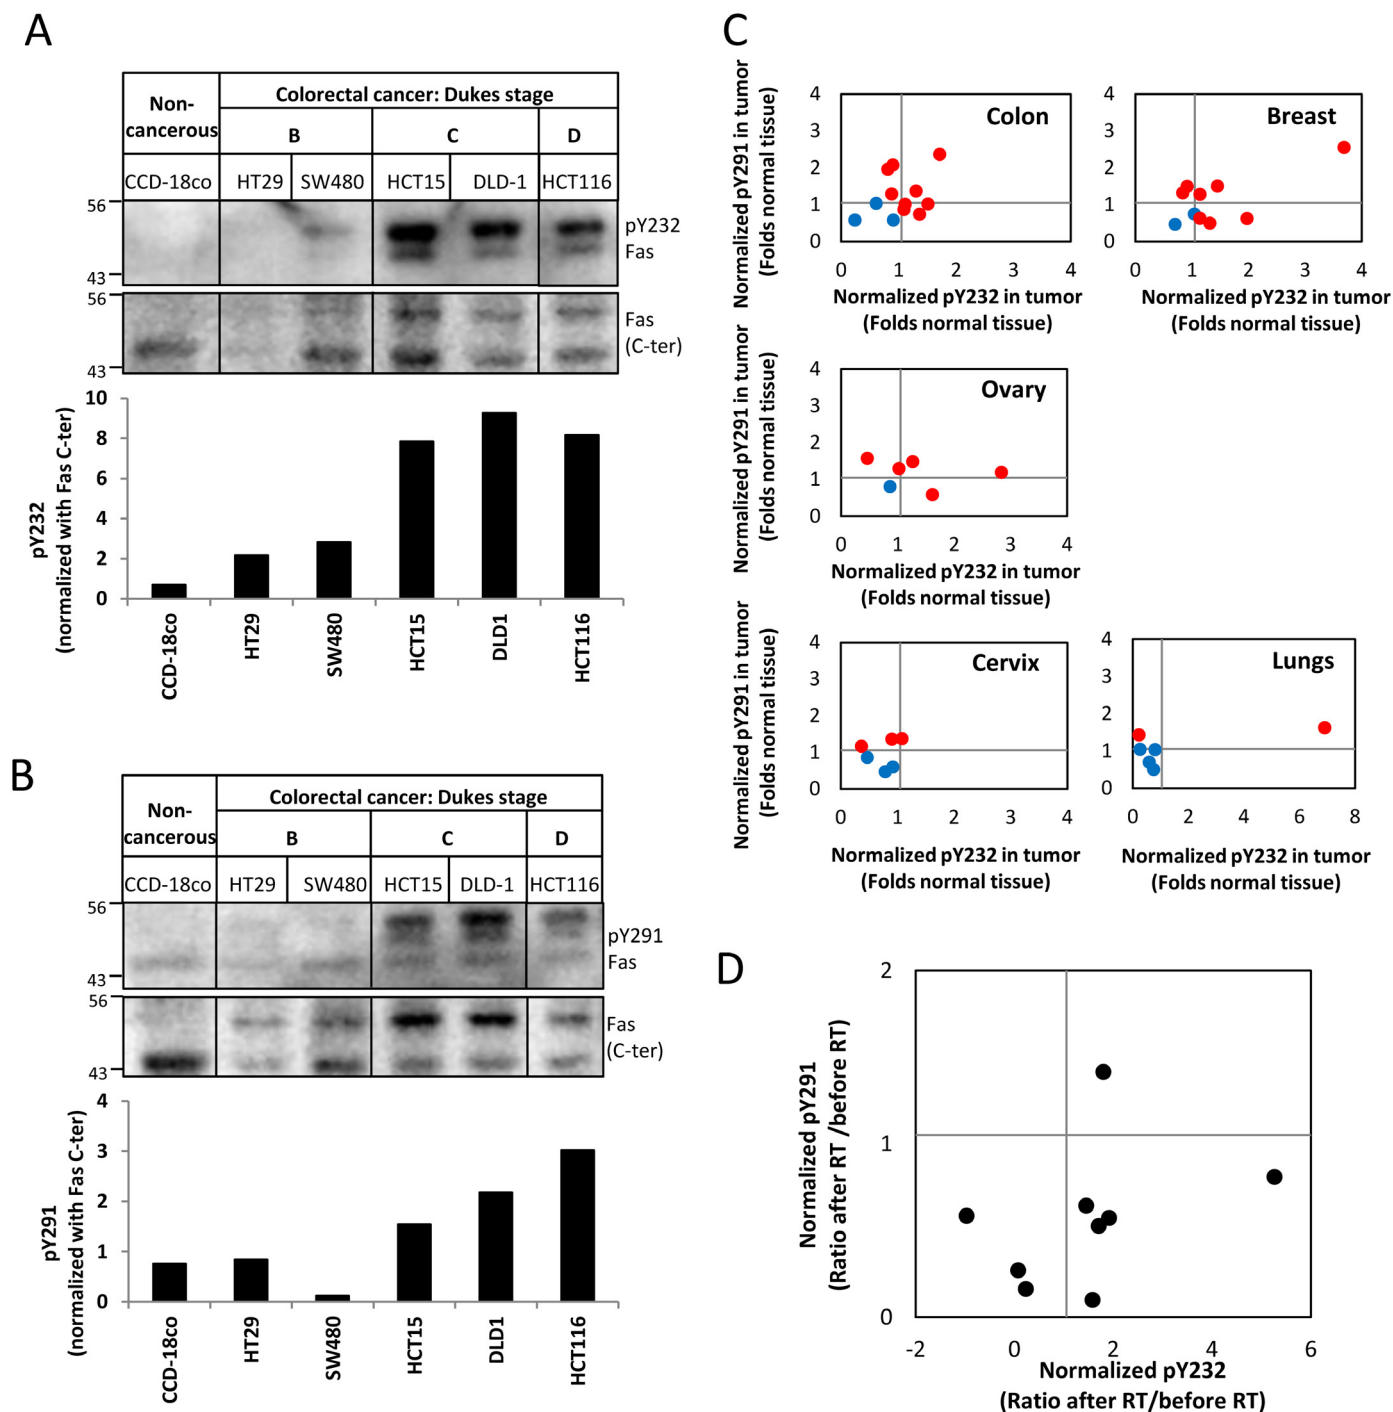 A
Non-
cancerous
Colorectal cancer: Dukes stage
B
C
D
CCD-18co
HT29
SW480
HCT15
DLD-1
HCT116
56
43
pY232
Fas
56
43
Fas
(C-ter)
pY232
(normalized with Fas C-ter)
10
8
6
4
2
0
CCD-18co
HT29
SW480
HCT15
DLD1
HCT116
B
Non-
cancerous
Colorectal cancer: Dukes stage
B
C
D
CCD-18co
HT29
SW480
HCT15
DLD-1
HCT116
56
43
pY291
Fas
56
43
Fas
(C-ter)
pY291
(normalized with Fas C-ter)
4
3
2
1
0
CCD-18co
HT29
SW480
HCT15
DLD1
HCT116
C
Normalized pY291 in tumor
(Folds normal tissue)
4
3
2
1
0
Colon
0 1 2 3 4
Normalized pY232 in tumor
(Folds normal tissue)
4
3
2
1
0
Breast
0 1 2 3 4
Normalized pY232 in tumor
(Folds normal tissue)
Normalized pY291 in tumor
(Folds normal tissue)
4
3
2
1
0
Ovary
0 1 2 3 4
Normalized pY232 in tumor
(Folds normal tissue)
Normalized pY291 in tumor
(Folds normal tissue)
4
3
2
1
0
Cervix
0 1 2 3 4
Normalized pY232 in tumor
(Folds normal tissue)
4
3
2
1
0
Lungs
0 2 4 6 8
Normalized pY232 in tumor
(Folds normal tissue)
D
Normalized pY291
(Ratio after RT /before RT)
2
1
0
-2 0 2 4 6
Normalized pY232
(Ratio after RT/before RT)